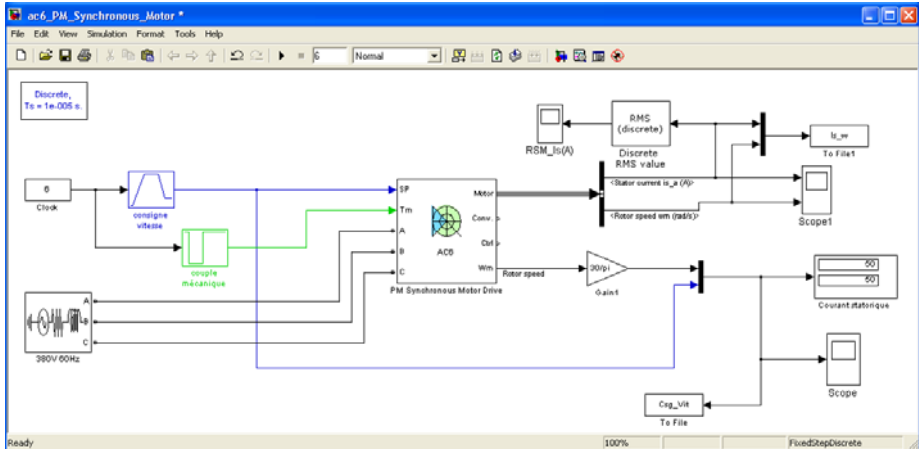 ac6_PM_Synchronous_Motor *
File Edit View Simulation Format Tools Help
6 Normal
Discrete,
Ts = 1e-005 s.
RSM_Is(A)
RMS
(discrete)
Discrete
RMS value
Is_w
To File1
<Stator current is_a (A)>
<Rotor speed wm (rad/s)>
Scope1
6
Clock
consigne
vitesse
couple
mécanique
SP
Tm
A
B
C
Motor
Conv.
Ctrl
Wm
AC6
PM Synchronous Motor Drive
Rotor speed
30/pi
Gain1
60
60
Courant statorique
A
B
C
380V 60Hz
Scope
Csg_Vit
To File
Ready 100% FixedStepDiscrete